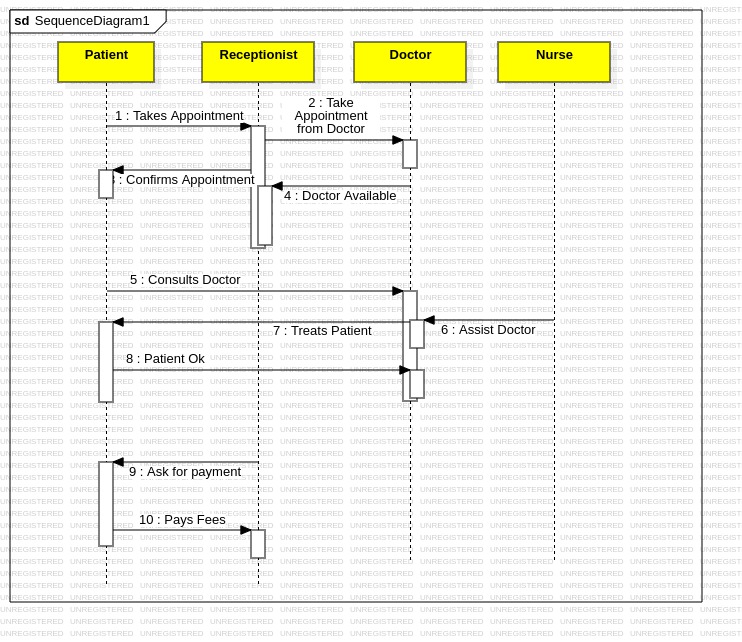 sd SequenceDiagram1
Patient
Receptionist
Doctor
Nurse
1 : Takes Appointment
2 : Take
Appointment
from Doctor
: Confirms Appointment
4 : Doctor Available
5 : Consults Doctor
6 : Assist Doctor
7 : Treats Patient
8 : Patient Ok
9 : Ask for payment
10 : Pays Fees
UNREGISTERED